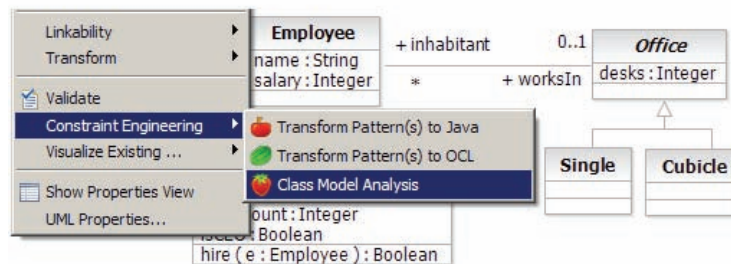 Linkability
Transform
Validate
Constraint Engineering
Visualize Existing ...
Show Properties View
UML Properties...
Transform Pattern(s) to Java
Transform Pattern(s) to OCL
Class Model Analysis
Employee
name : String
salary : Integer
+ inhabitant
0..1
*
+ worksIn
Office
desks : Integer
Single
Cubicle
ount : Integer
: Boolean
hire ( e : Employee ) : Boolean